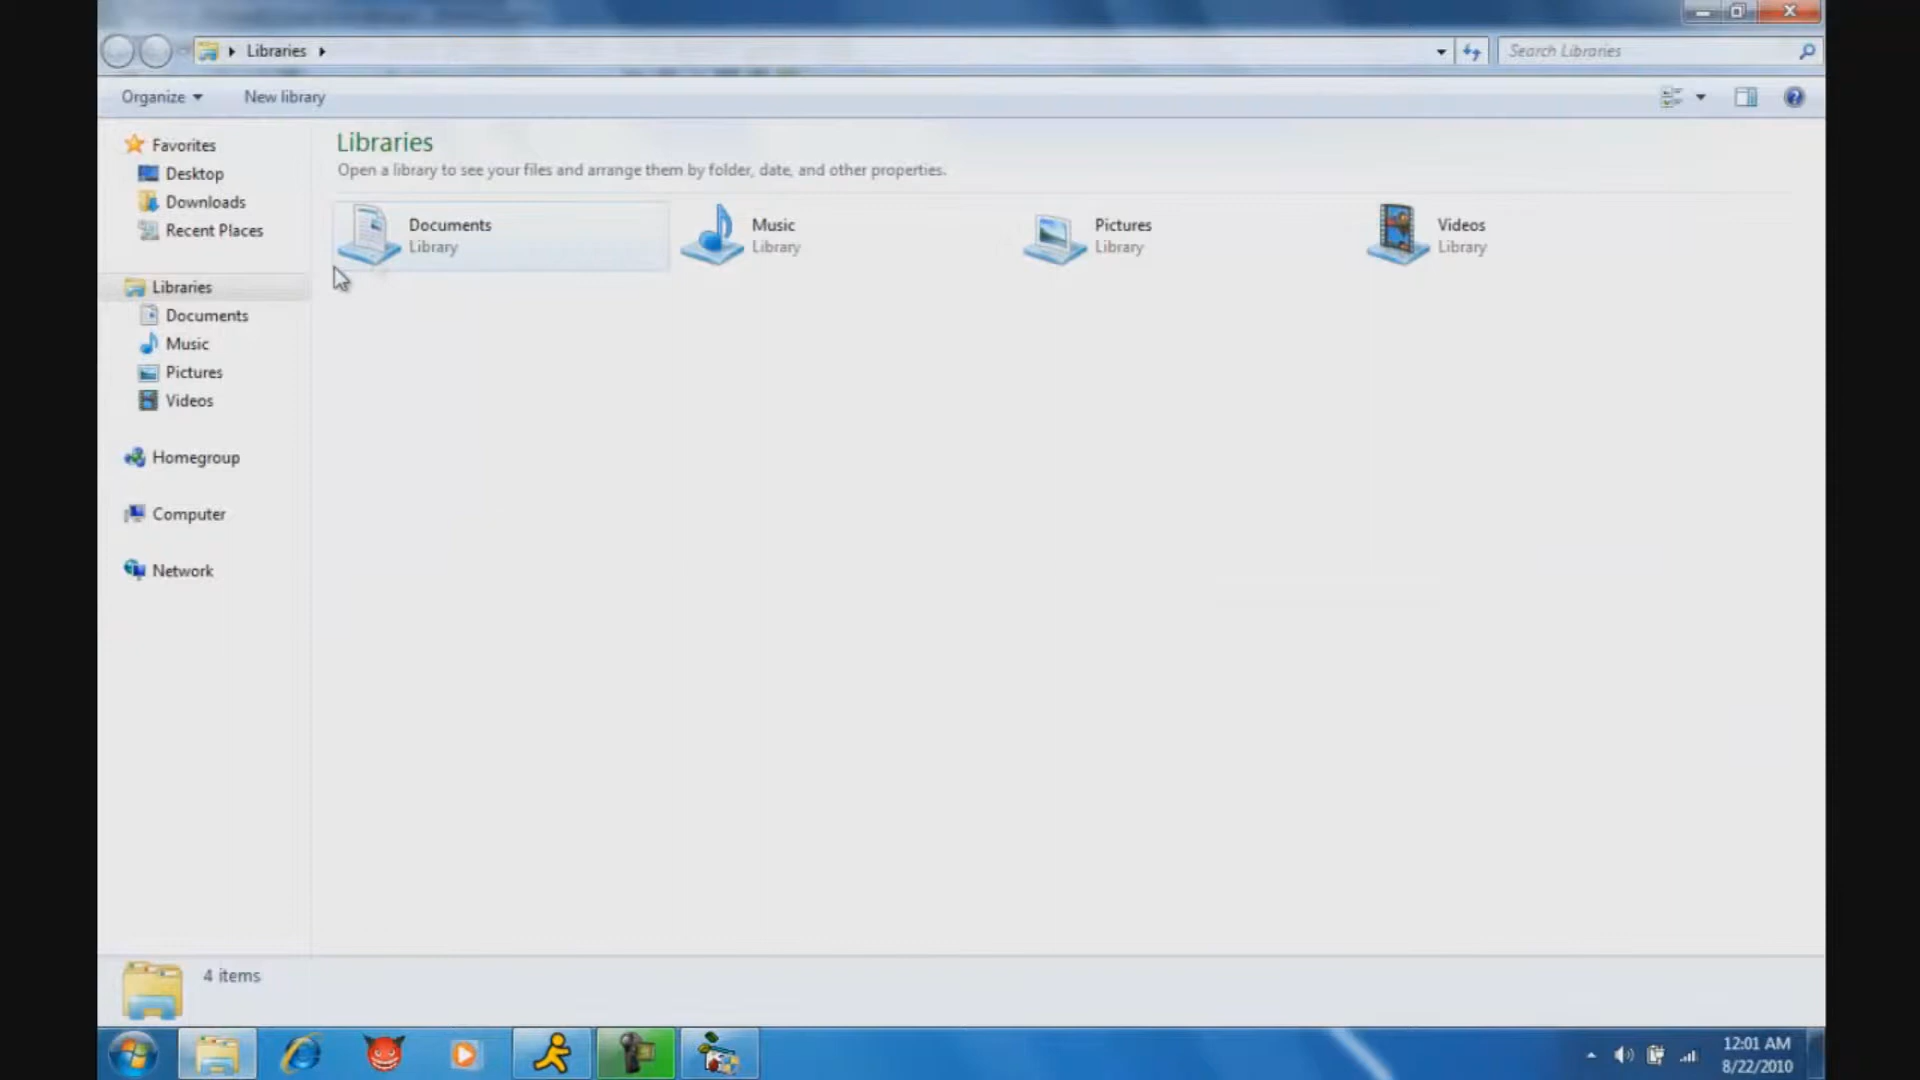 Libraries
Search Libraries
Organize
New library
Favorites
Desktop
Downloads
Recent Places
Libraries
Documents
Music
Pictures
Videos
Homegroup
Computer
Network
Libraries
Open a library to see your files and arrange them by folder, date, and other properties.
Documents
Library
Music
Library
Pictures
Library
Videos
Library
4 items
12:01 AM
8/22/2010